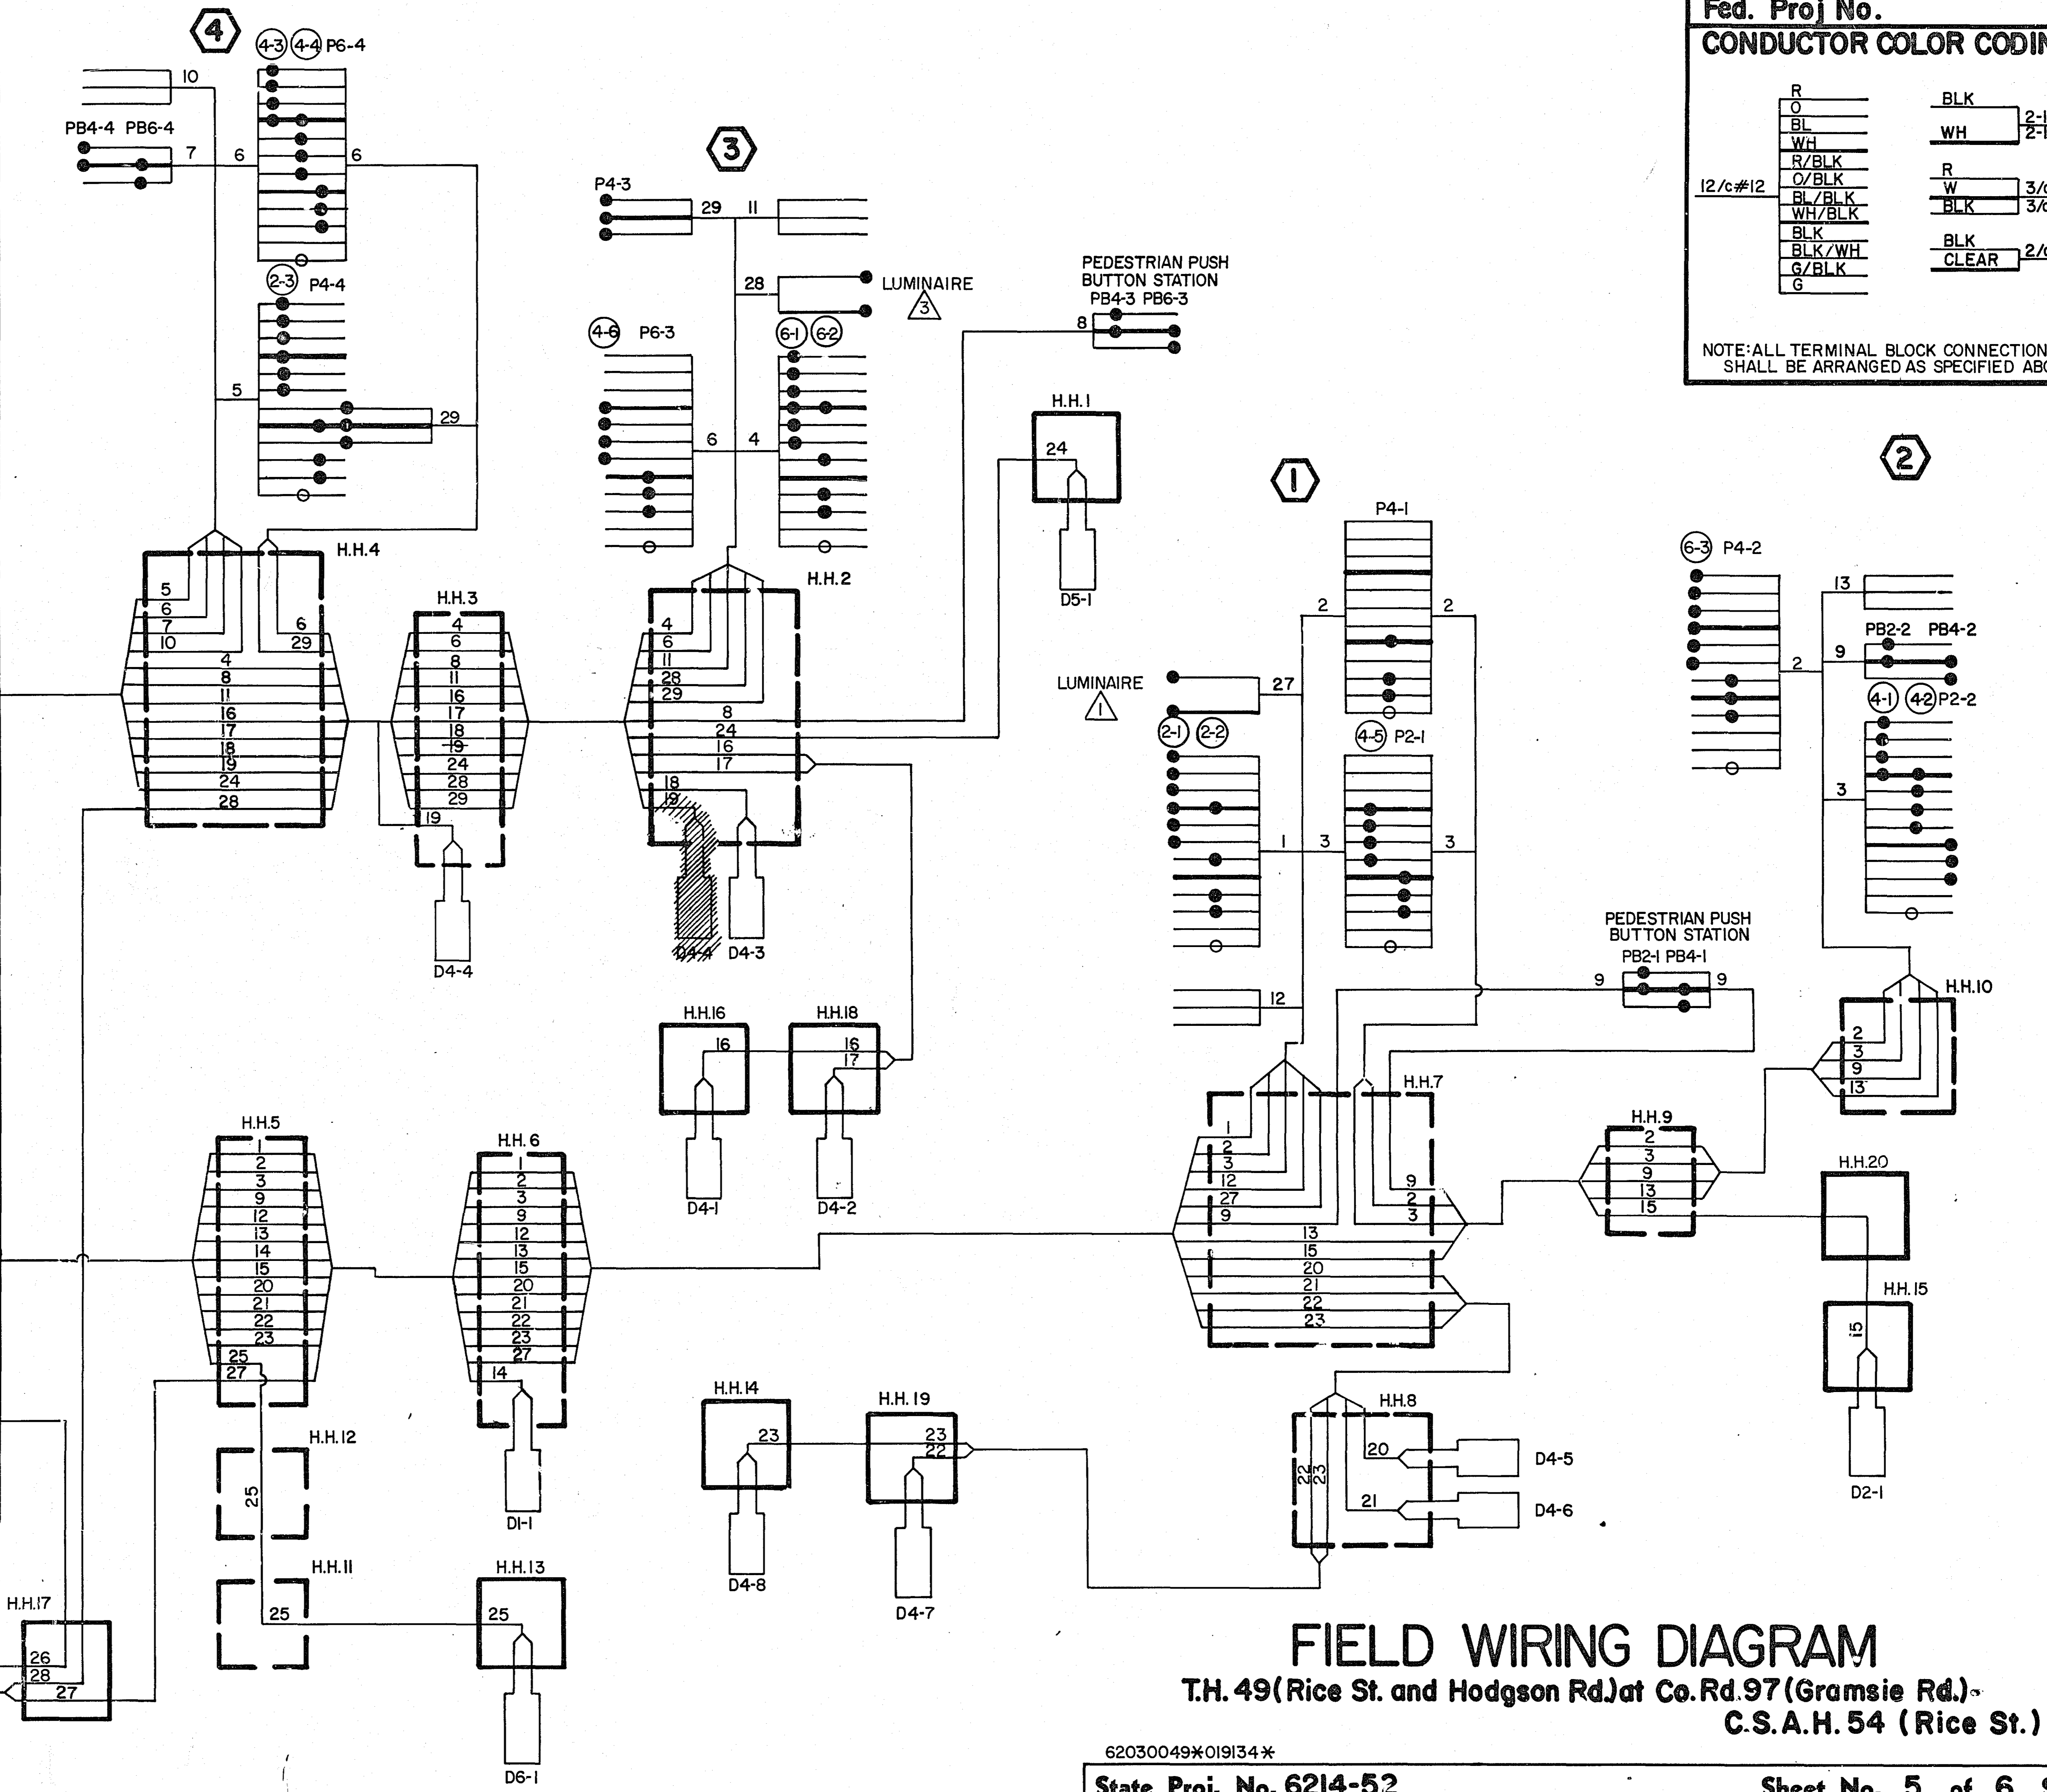 Fed. Proj No.
CONDUCTOR COLOR CODIN
R
O
BL
WH
R/BLK
O/BLK
BL/BLK
WH/BLK
BLK
BLK/WH
G/BLK
G
12/c#12
BLK
WH
2-1
2-1
R
W
BLK
3/c
3/c
BLK
CLEAR
2/c
NOTE: ALL TERMINAL BLOCK CONNECTION
SHALL BE ARRANGED AS SPECIFIED ABO
4
4-3 4-4 P6-4
10
PB4-4 PB6-4
7
6
6
2-3 P4-4
5
29
H.H.4
5
6
7
10
6
29
4
8
11
16
17
18
19
24
28
H.H.3
4
6
8
11
16
17
18
19
24
28
29
19
D4-4
3
P4-3
29
11
28
LUMINAIRE
3
4-6 P6-3
6-1 6-2
6
4
H.H.2
4
6
11
28
29
8
24
16
17
18
19
D4-4
D4-3
PEDESTRIAN PUSH
BUTTON STATION
PB4-3 PB6-3
8
H.H.1
24
D5-1
1
P4-1
2
2
LUMINAIRE
1
27
2-1 2-2
4-5 P2-1
1
3
3
12
2
6-3 P4-2
13
PB2-2 PB4-2
2
9
4-1 4-2 P2-2
3
PEDESTRIAN PUSH
BUTTON STATION
PB2-1 PB4-1
9
9
H.H.10
2
3
9
13
H.H.16
16
D4-1
H.H.18
16
17
D4-2
H.H.7
1
2
3
12
27
9
9
2
3
13
15
20
21
22
23
H.H.9
2
3
9
13
15
H.H.20
H.H.15
15
D2-1
H.H.5
1
2
3
9
12
13
14
15
20
21
22
23
25
27
H.H.6
1
2
3
9
12
13
15
20
21
22
23
27
14
D1-1
H.H.12
25
H.H.11
25
H.H.13
25
D6-1
H.H.14
23
D4-8
H.H.19
23
22
D4-7
H.H.8
22
23
20
21
D4-5
D4-6
H.H.17
26
28
27
FIELD WIRING DIAGRAM
T.H. 49 (Rice St. and Hodgson Rd.) at Co. Rd. 97 (Gramsie Rd.)-
C.S.A.H. 54 (Rice St.)
62030049*019134*
State Proj. No. 6214-52
Sheet No. 5 of 6 S